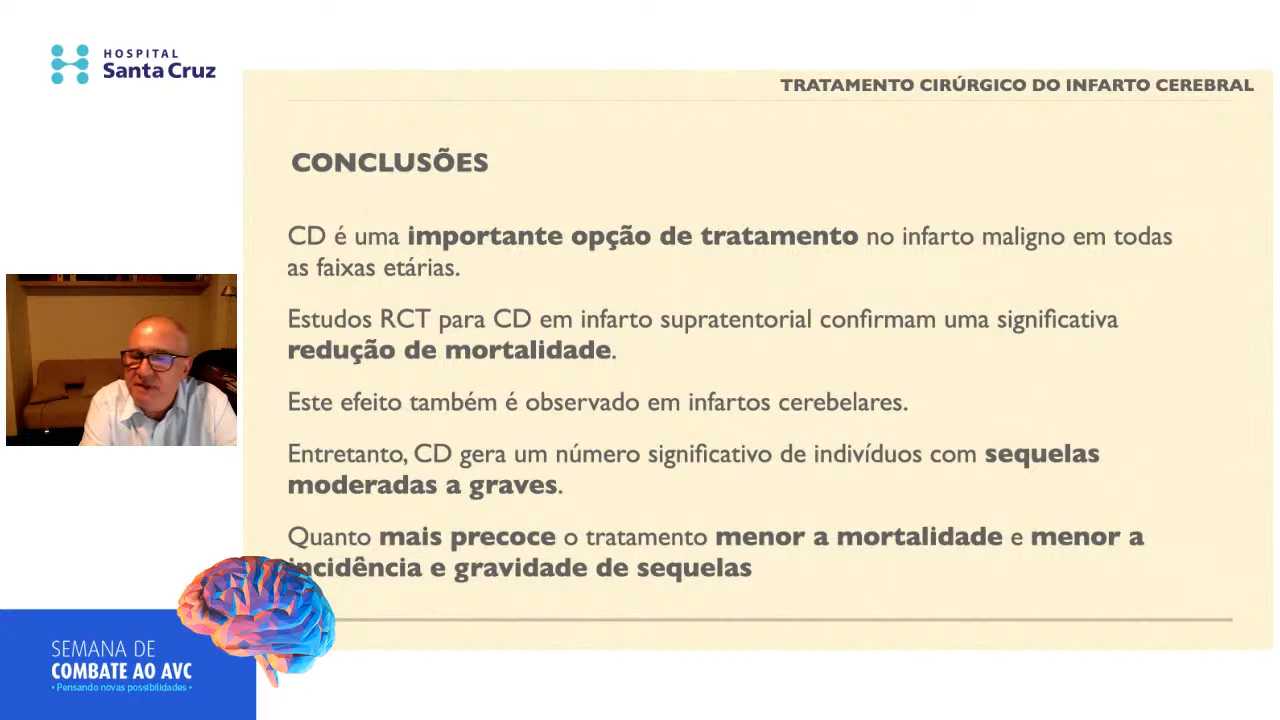 HOSPITAL
Santa Cruz
TRATAMENTO CIRÚRGICO DO INFARTO CEREBRAL
CONCLUSÕES
CD é uma importante opção de tratamento no infarto maligno em todas
as faixas etárias.
Estudos RCT para CD em infarto supratentorial confirmam uma significativa
redução de mortalidade.
Este efeito também é observado em infartos cerebelares.
Entretanto, CD gera um número significativo de indivíduos com sequelas
moderadas a graves.
Quanto mais precoce o tratamento menor a mortalidade e menor a
incidência e gravidade de sequelas
SEMANA DE
COMBATE AO AVC
• Pensando novas possibilidades •